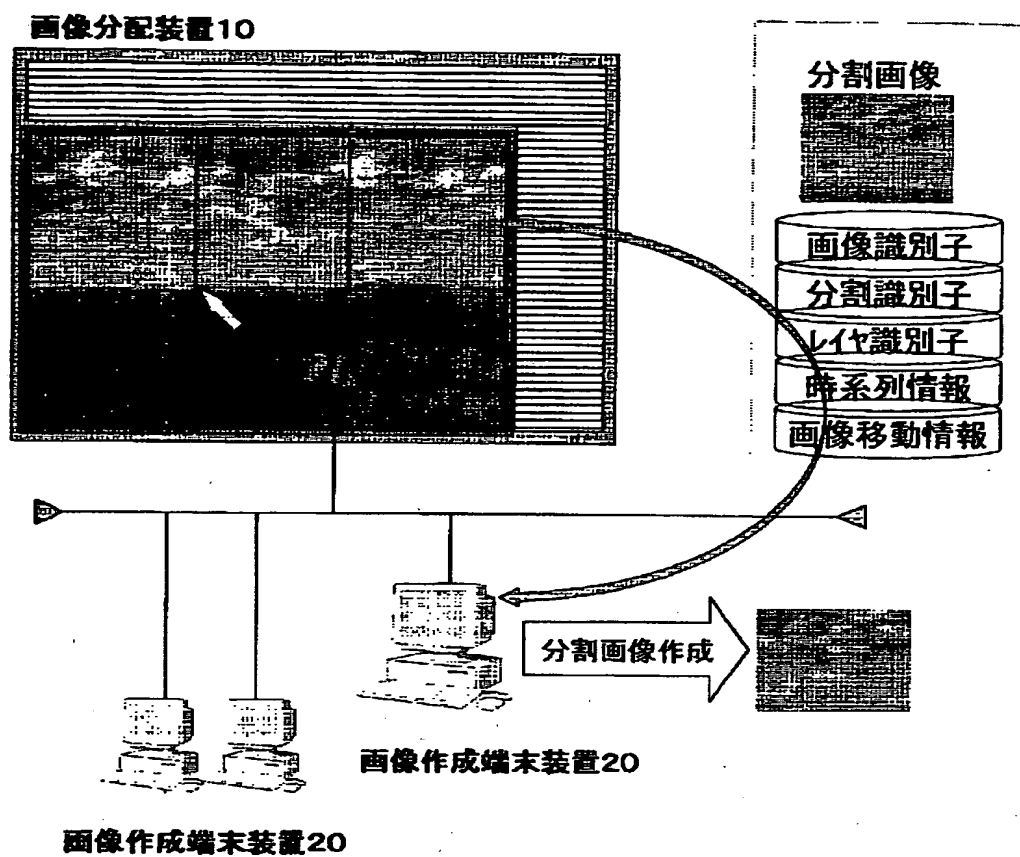 画像分配装置10
分割画像
画像識別子
分割識別子
レイヤ識別子
時系列情報
画像移動情報
分割画像作成
画像作成端末装置20
画像作成端末装置20